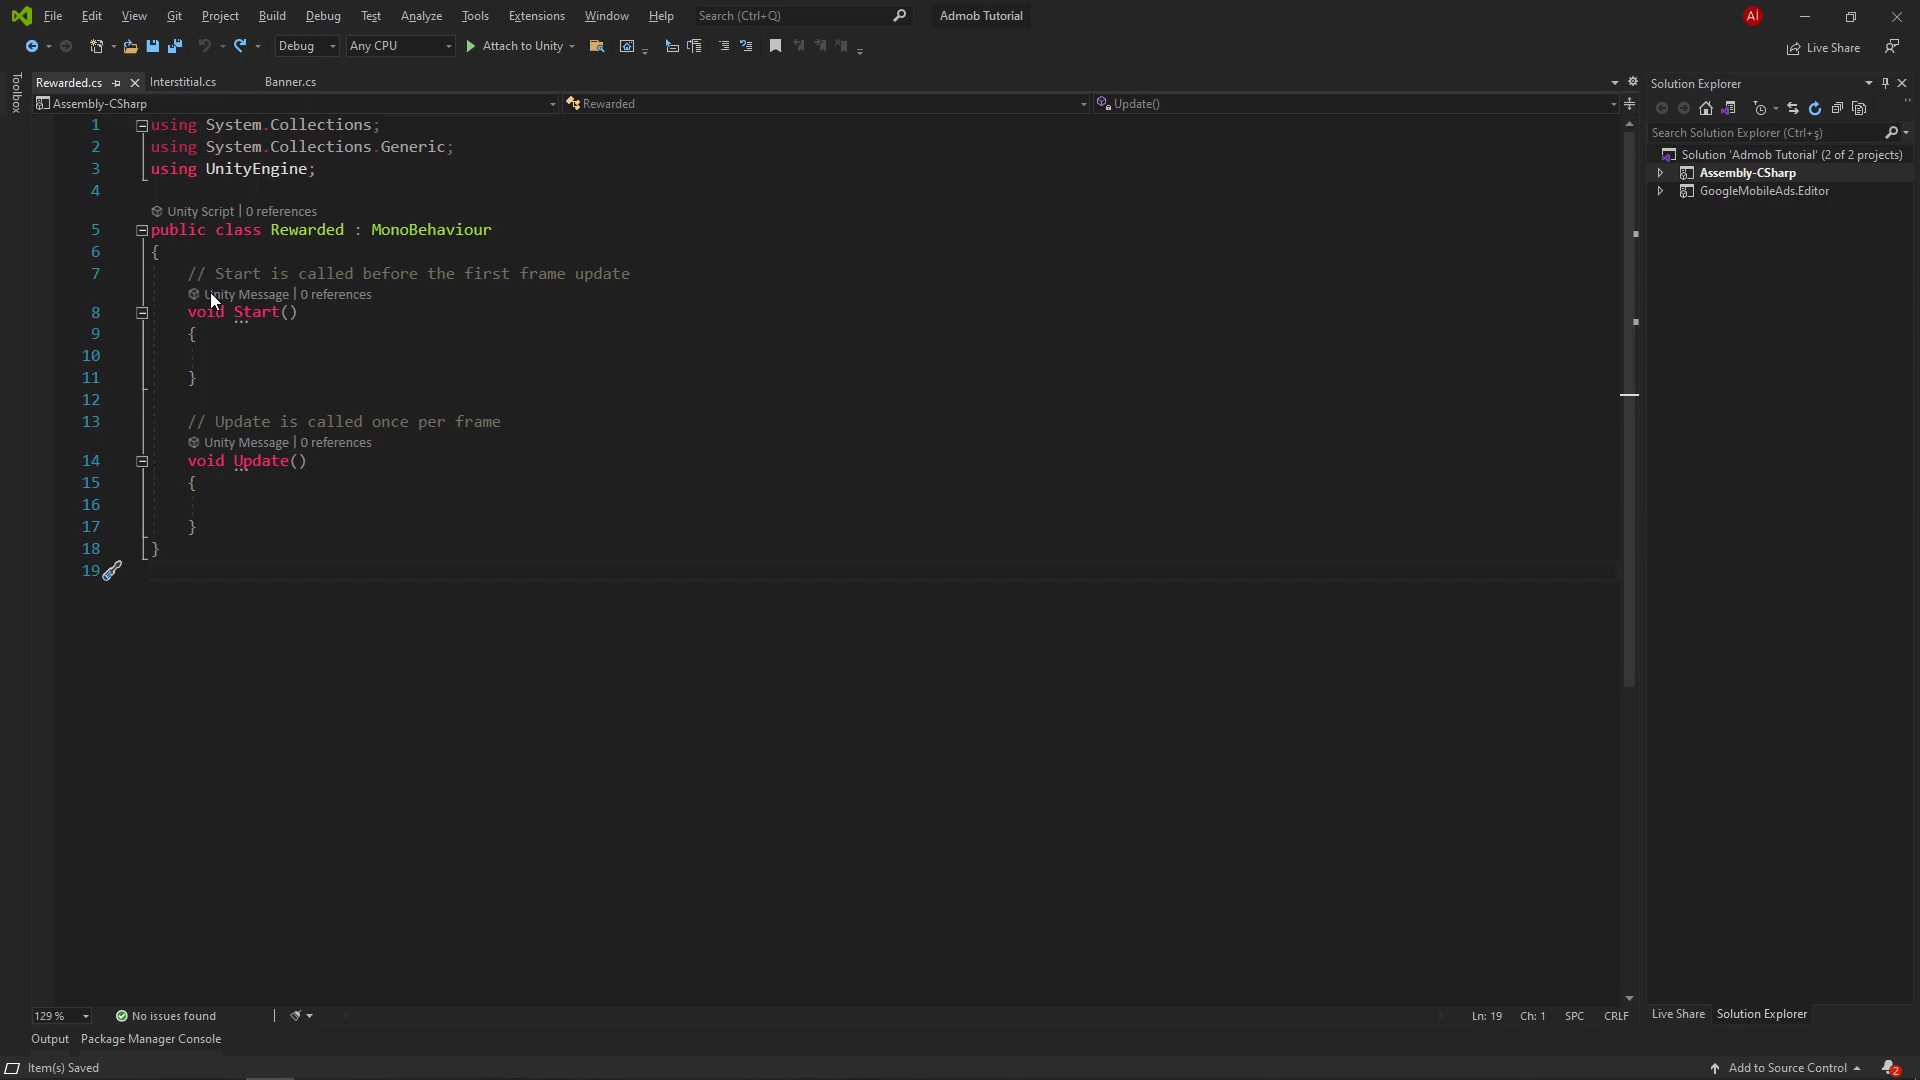 File Edit View Git Project Build Debug Test Analyze Tools Extensions Window Help Search (Ctrl+Q) Admob Tutorial AI
Debug Any CPU Attach to Unity Live Share
Toolbox
Rewarded.cs Interstitial.cs Banner.cs
Assembly-CSharp Rewarded Update()
1 using System.Collections;
2 using System.Collections.Generic;
3 using UnityEngine;
4
Unity Script | 0 references
5 public class Rewarded : MonoBehaviour
6 {
7 // Start is called before the first frame update
Unity Message | 0 references
8 void Start()
9 {
10
11 }
12
13 // Update is called once per frame
Unity Message | 0 references
14 void Update()
15 {
16
17 }
18 }
19
Solution Explorer
Search Solution Explorer (Ctrl+ş)
Solution 'Admob Tutorial' (2 of 2 projects)
Assembly-CSharp
GoogleMobileAds.Editor
129 % No issues found Ln: 19 Ch: 1 SPC CRLF
Live Share Solution Explorer
Output Package Manager Console
Item(s) Saved Add to Source Control 2